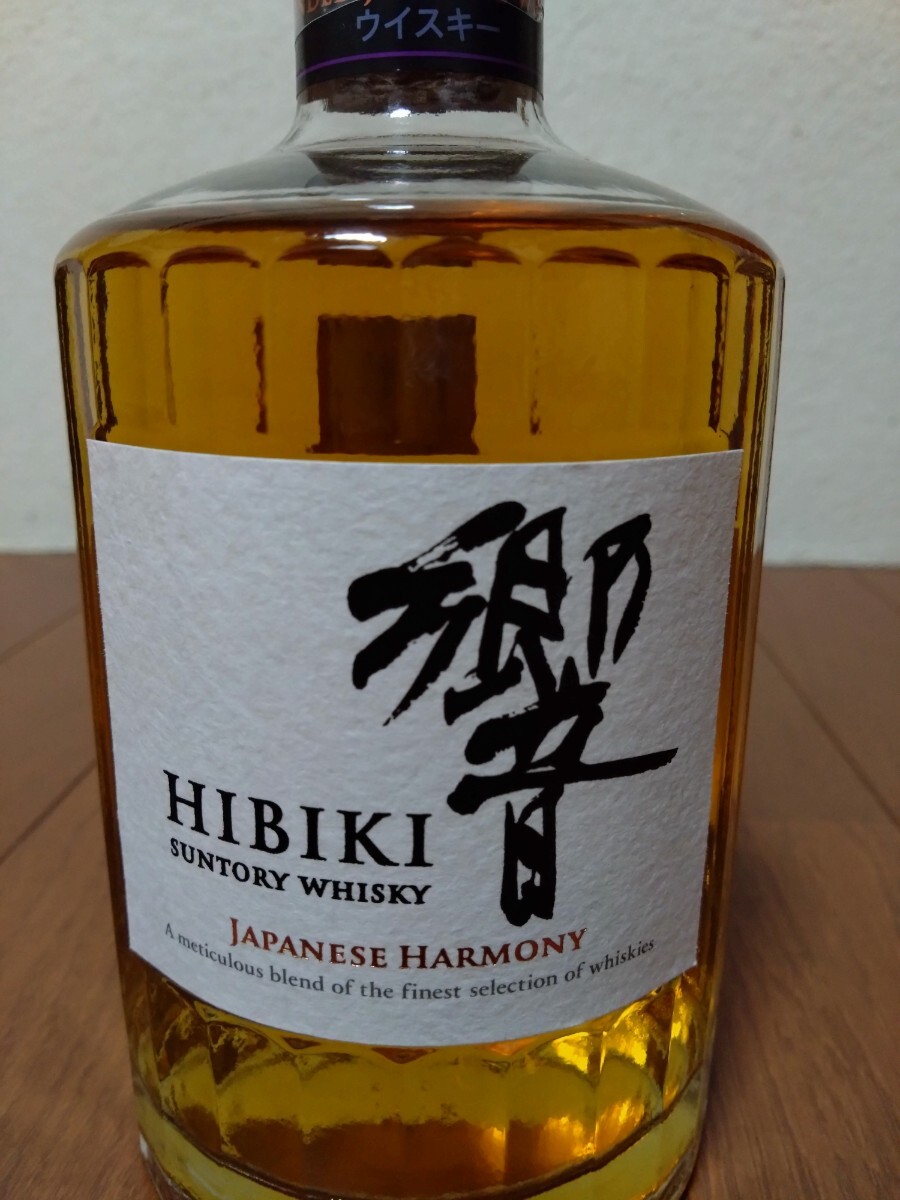 ウイスキー
響
HIBIKI
SUNTORY WHISKY
JAPANESE HARMONY
A meticulous blend of the finest selection of whiskies